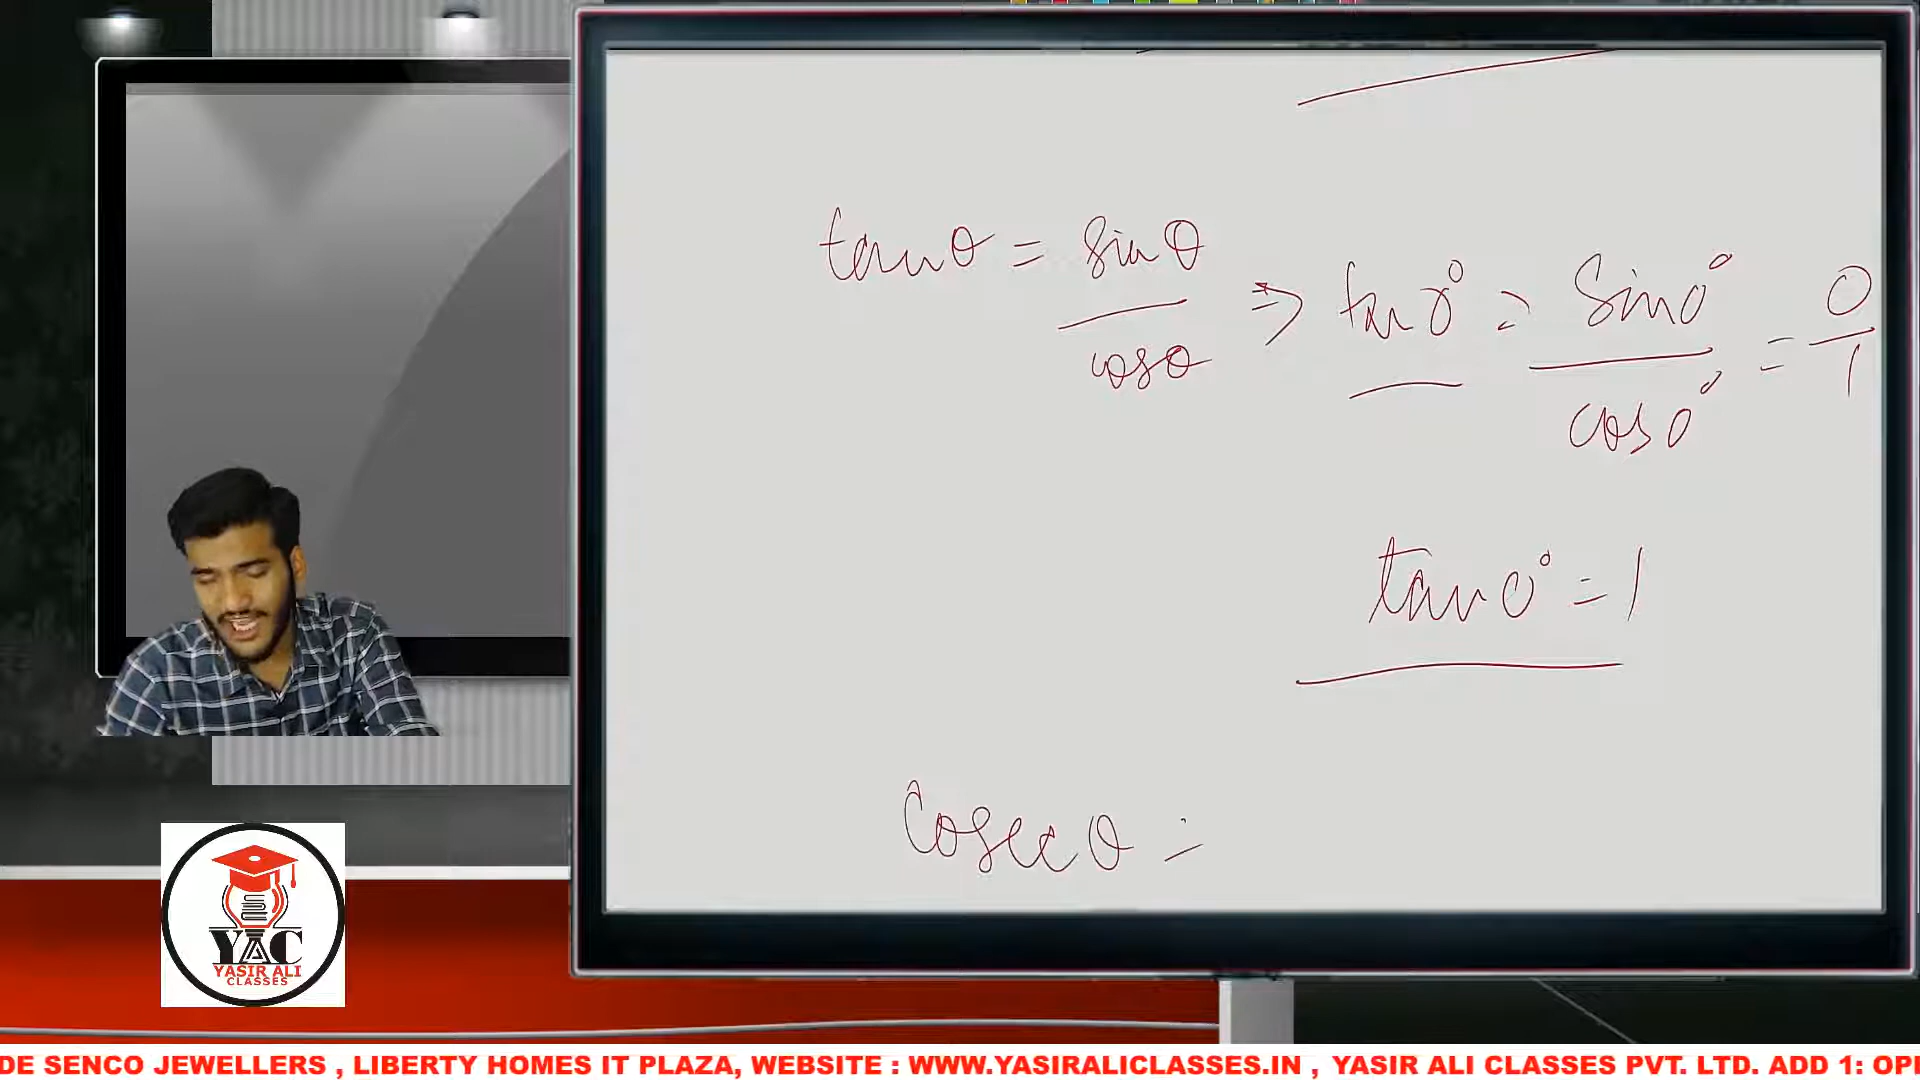 tanθ = sinθ / cosθ ⇒ tan0° = sin0° / cos0° = 0/1
tan0° = 1
Cosecθ =
YAC
YASIR ALI
CLASSES
DE SENCO JEWELLERS , LIBERTY HOMES IT PLAZA, WEBSITE : WWW.YASIRALICLASSES.IN , YASIR ALI CLASSES PVT. LTD. ADD 1: OP